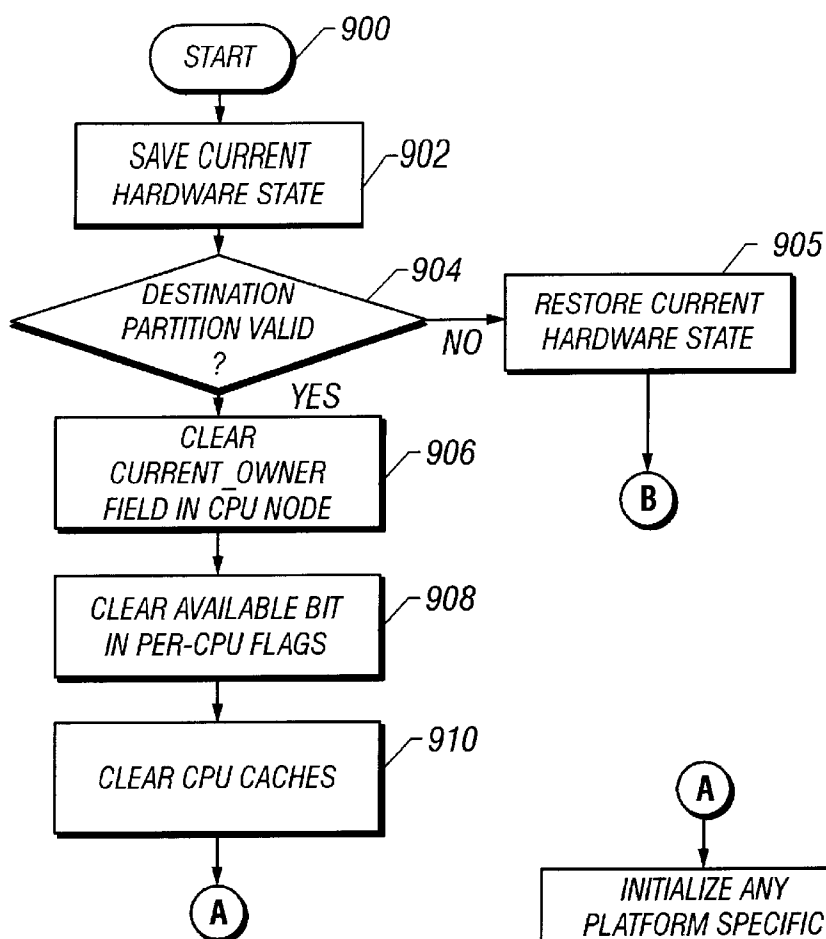 START
900
SAVE CURRENT
HARDWARE STATE
902
DESTINATION
PARTITION VALID
?
904
NO
YES
RESTORE CURRENT
HARDWARE STATE
905
B
CLEAR
CURRENT_OWNER
FIELD IN CPU NODE
906
CLEAR AVAILABLE BIT
IN PER-CPU FLAGS
908
CLEAR CPU CACHES
910
A
A
INITIALIZE ANY
PLATFORM SPECIFIC